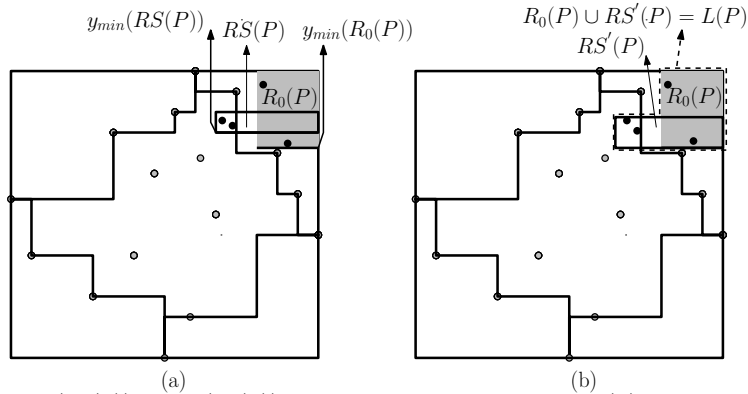 y_min(RS(P)) RS(P) y_min(R_0(P))
R_0(P)
(a)
R_0(P) ∪ RS′(P) = L(P)
RS′(P)
R_0(P)
(b)